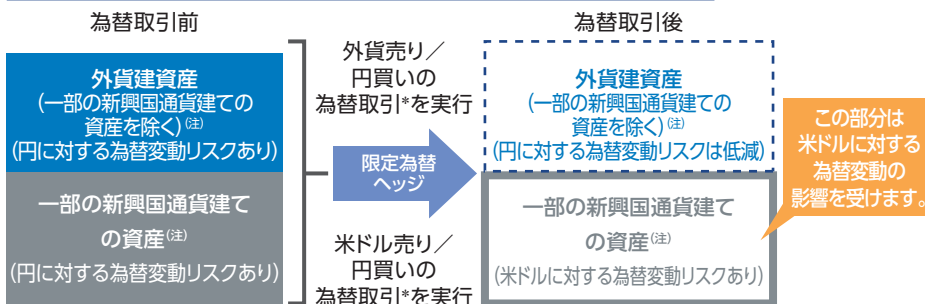 為替取引前
外貨建資産
(一部の新興国通貨建ての
資産を除く)(注)
(円に対する為替変動リスクあり)
一部の新興国通貨建て
の資産(注)
(円に対する為替変動リスクあり)
外貨売り/
円買いの
為替取引*を実行
限定為替
ヘッジ
米ドル売り/
円買いの
為替取引*を実行
為替取引後
外貨建資産
(一部の新興国通貨建ての
資産を除く)(注)
(円に対する為替変動リスクは低減)
一部の新興国通貨建て
の資産(注)
(米ドルに対する為替変動リスクあり)
この部分は
米ドルに対する
為替変動の
影響を受けます。